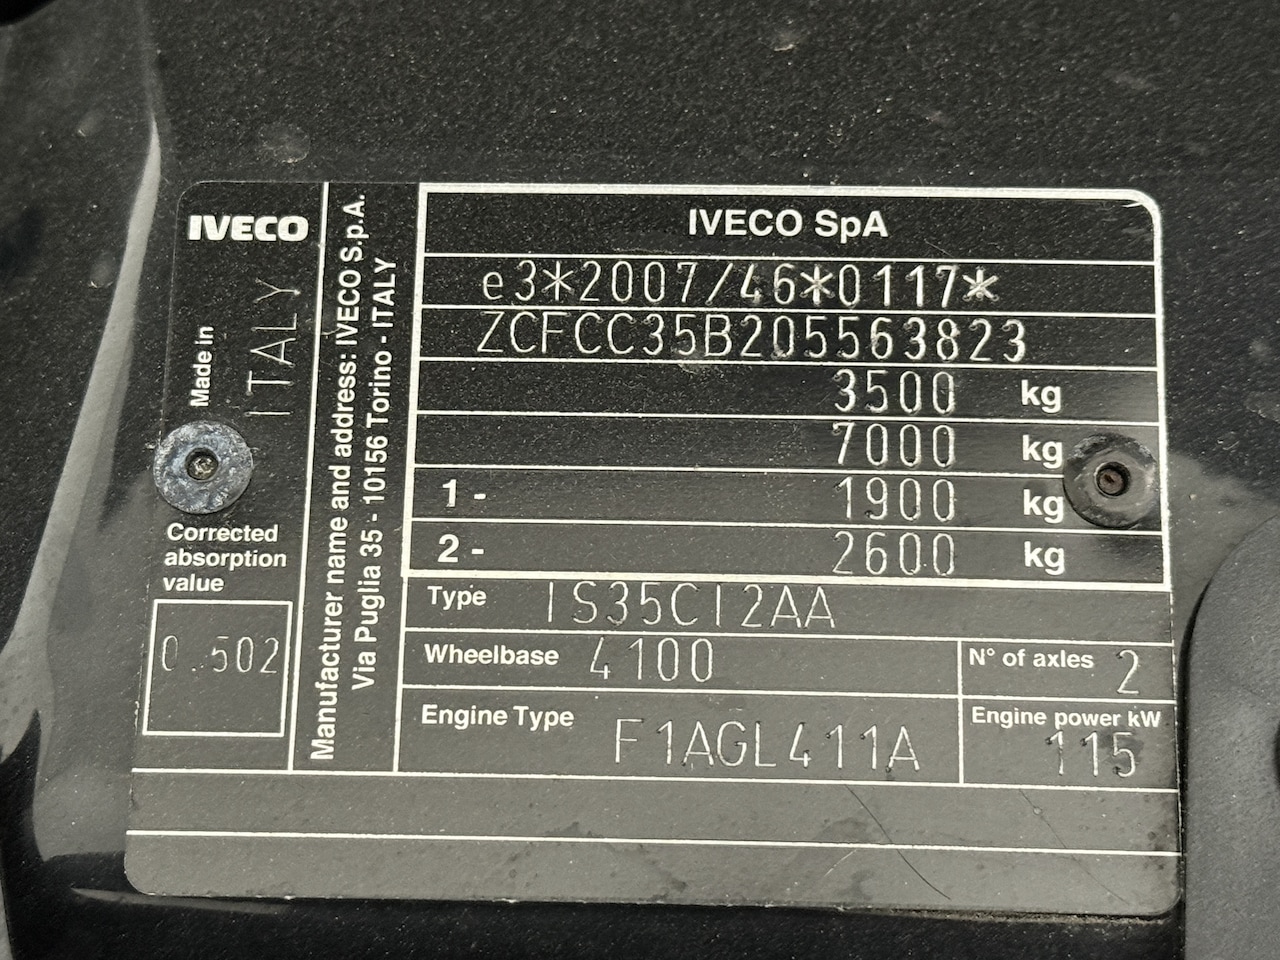 IVECO
Made in
ITALY
Corrected
absorption
value
0.502
Manufacturer name and address: IVECO S.p.A.
Via Puglia 35 - 10156 Torino - ITALY
IVECO SpA
e3*2007/46*0117*
ZCFCC35B205563823
3500 kg
7000 kg
1 - 1900 kg
2 - 2600 kg
Type IS35CI2AA
Wheelbase 4100
N° of axles 2
Engine Type F1AGL411A
Engine power kW
115